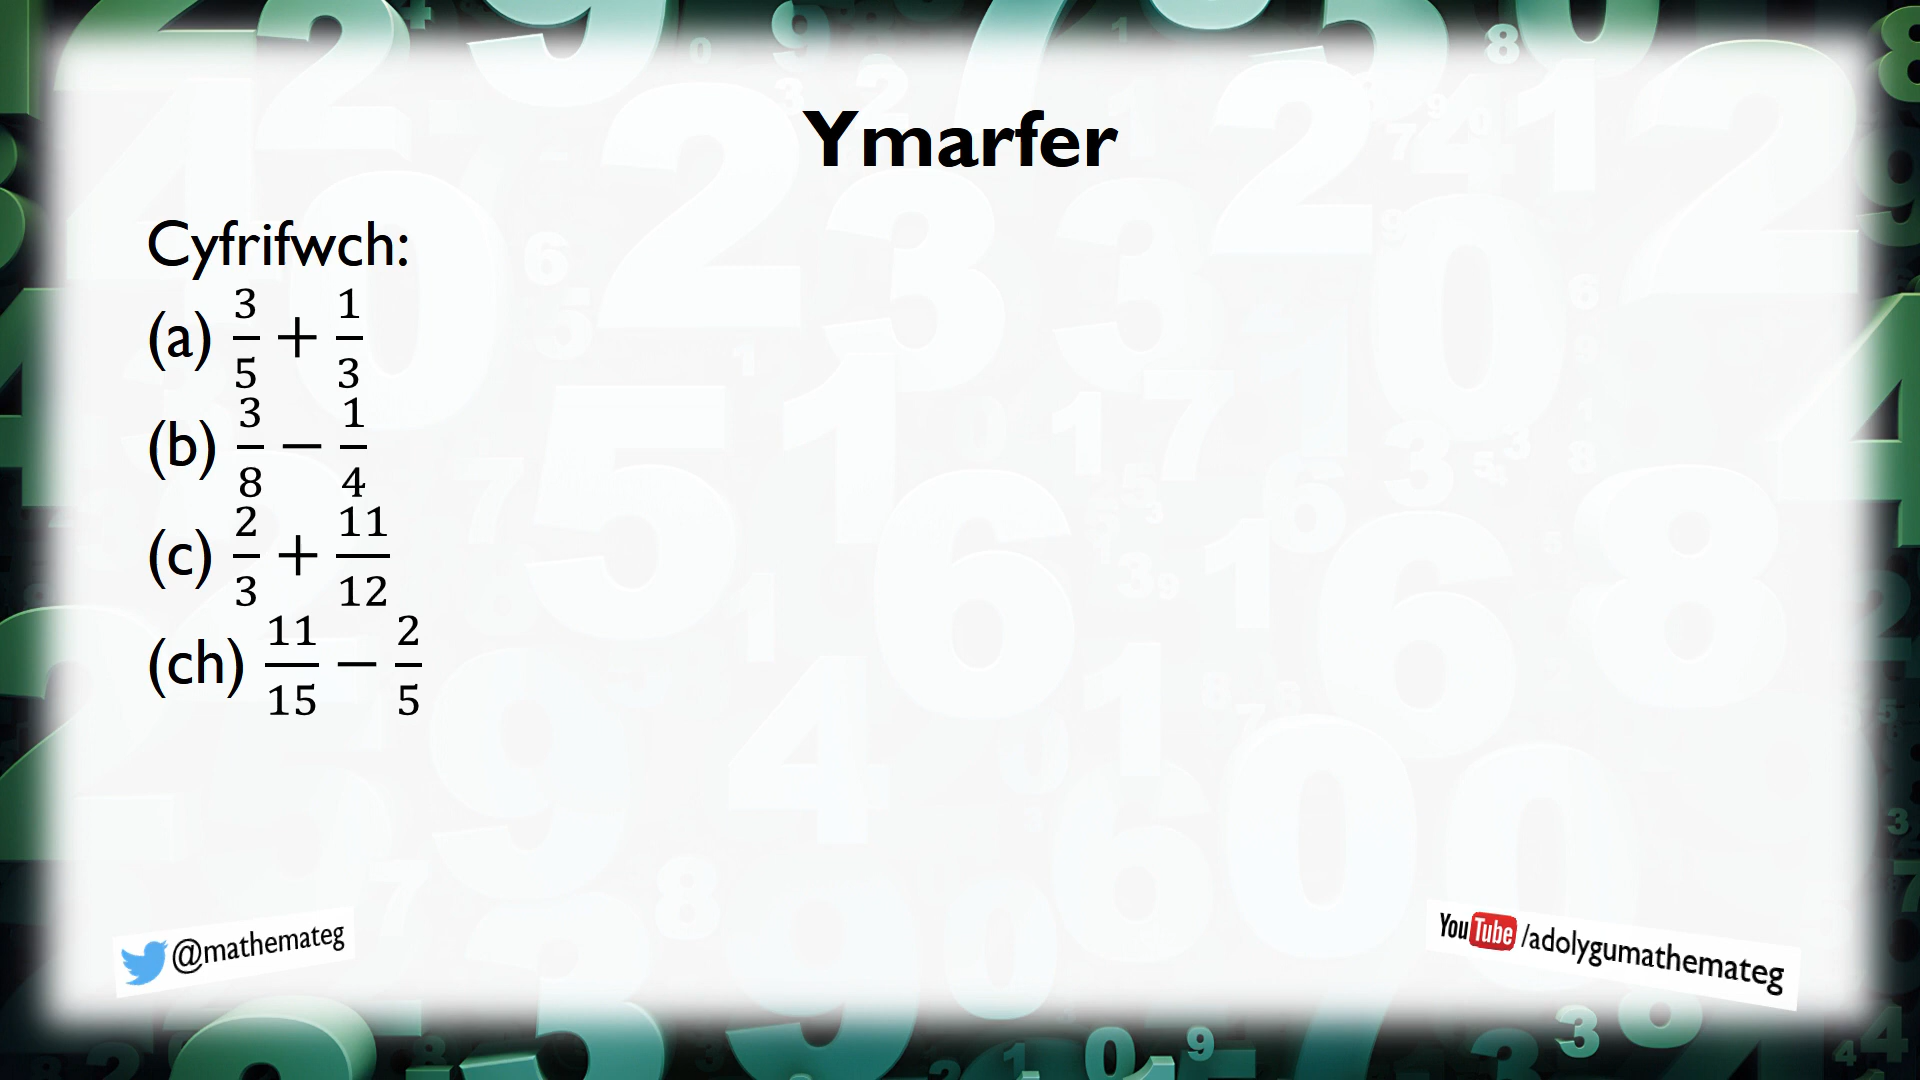 Ymarfer
Cyfrifwch:
(a) 3/5 + 1/3
(b) 3/8 − 1/4
(c) 2/3 + 11/12
(ch) 11/15 − 2/5
@mathemateg
YouTube /adolygumathemateg